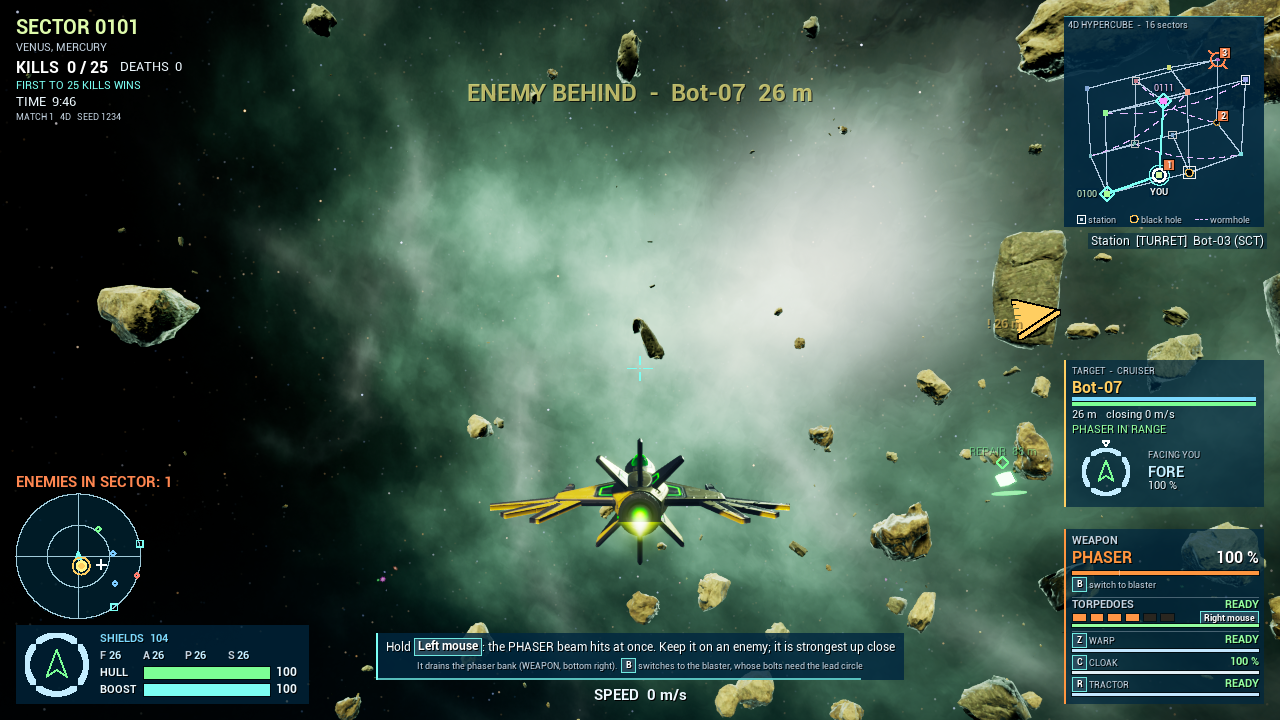 SECTOR 0101
VENUS, MERCURY
KILLS 0 / 25 DEATHS 0
FIRST TO 25 KILLS WINS
TIME 9:46
MATCH 1 4D SEED 1234
ENEMY BEHIND - Bot-07 26 m
4D HYPERCUBE - 16 sectors
3
0111
2
1
0100
YOU
station black hole wormhole
Station [TURRET] Bot-03 (SCT)
! 26 m
TARGET - CRUISER
Bot-07
26 m closing 0 m/s
PHASER IN RANGE
FACING YOU
FORE
100 %
REPAIR
ENEMIES IN SECTOR: 1
SHIELDS 104
F 26 A 26 P 26 S 26
HULL 100
BOOST 100
Hold Left mouse: the PHASER beam hits at once. Keep it on an enemy; it is strongest up close
It drains the phaser bank (WEAPON, bottom right). B switches to the blaster, whose bolts need the lead circle
SPEED 0 m/s
WEAPON
PHASER 100 %
B switch to blaster
TORPEDOES READY
Right mouse
Z WARP READY
C CLOAK 100 %
R TRACTOR READY